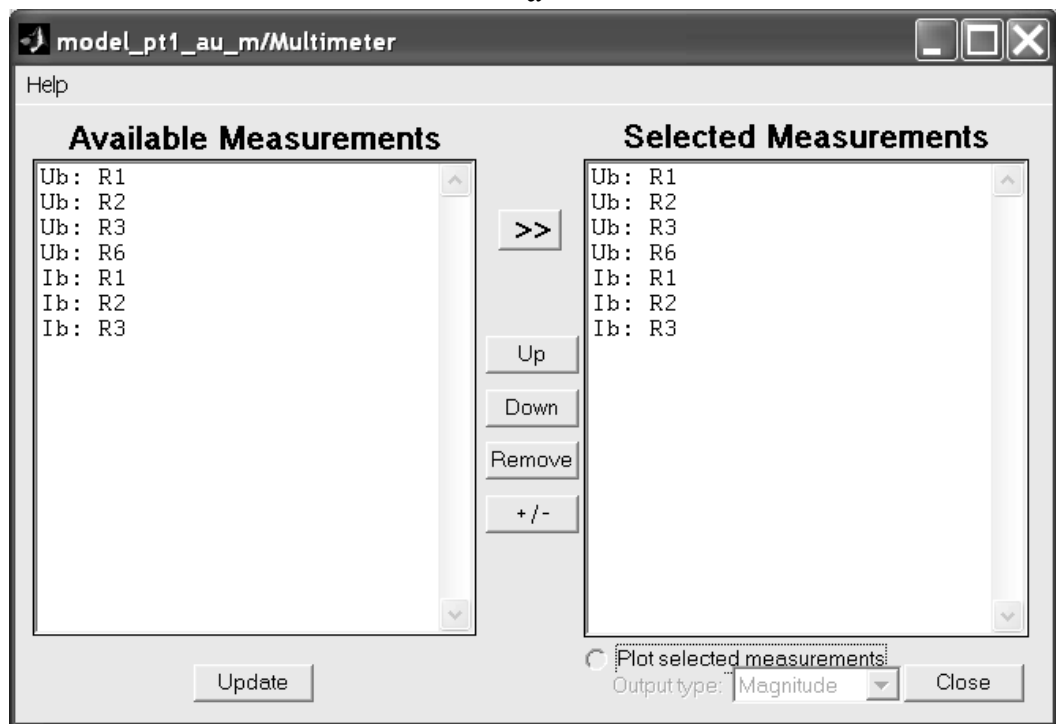 model_pt1_au_m/Multimeter
Help
Available Measurements
Ub: R1
Ub: R2
Ub: R3
Ub: R6
Ib: R1
Ib: R2
Ib: R3
>>
Up
Down
Remove
+/-
Selected Measurements
Ub: R1
Ub: R2
Ub: R3
Ub: R6
Ib: R1
Ib: R2
Ib: R3
Plot selected measurements
Output type: Magnitude
Update
Close